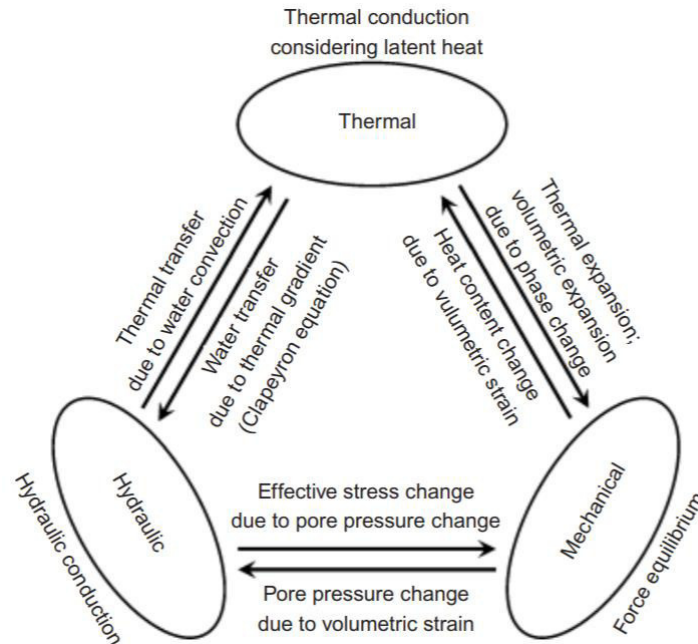 Thermal conduction
considering latent heat
Thermal
Thermal transfer
due to water convection
Water transfer
due to thermal gradient
(Clapeyron equation)
Heat content change
due to vulumetric strain
Thermal expansion;
volumetric expansion
due to phase change
Hydraulic
Hydraulic conduction
Effective stress change
due to pore pressure change
Pore pressure change
due to volumetric strain
Mechanical
Force equilibrium